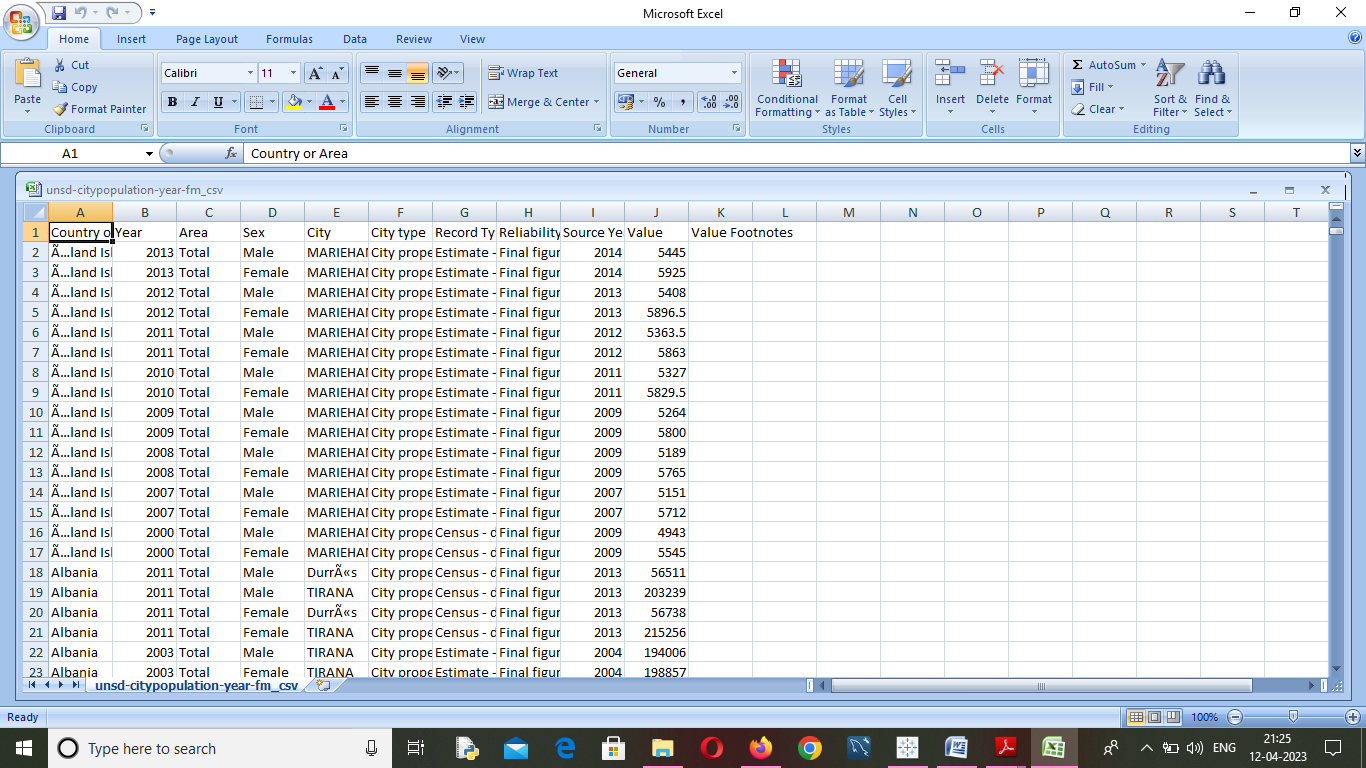 Microsoft Excel
Home Insert Page Layout Formulas Data Review View
Paste
Cut
Copy
Format Painter
Clipboard
Calibri 11 A A
B I U A
Font
Wrap Text
Merge & Center
Alignment
General
% , .00 .0
Number
Conditional Formatting
Format as Table
Cell Styles
Styles
Insert Delete Format
Cells
Σ AutoSum
Fill
Clear
Sort & Filter
Find & Select
Editing
A1 fx Country or Area
unsd-citypopulation-year-fm_csv
A B C D E F G H I J K L M N O P Q R S T
1 Country o Year Area Sex City City type Record Ty Reliability Source Ye Value Value Footnotes
2 Ã…land Isl 2013 Total Male MARIEHAM City prope Estimate - Final figur 2014 5445
3 Ã…land Isl 2013 Total Female MARIEHAM City prope Estimate - Final figur 2014 5925
4 Ã…land Isl 2012 Total Male MARIEHAM City prope Estimate - Final figur 2013 5408
5 Ã…land Isl 2012 Total Female MARIEHAM City prope Estimate - Final figur 2013 5896.5
6 Ã…land Isl 2011 Total Male MARIEHAM City prope Estimate - Final figur 2012 5363.5
7 Ã…land Isl 2011 Total Female MARIEHAM City prope Estimate - Final figur 2012 5863
8 Ã…land Isl 2010 Total Male MARIEHAM City prope Estimate - Final figur 2011 5327
9 Ã…land Isl 2010 Total Female MARIEHAM City prope Estimate - Final figur 2011 5829.5
10 Ã…land Isl 2009 Total Male MARIEHAM City prope Estimate - Final figur 2009 5264
11 Ã…land Isl 2009 Total Female MARIEHAM City prope Estimate - Final figur 2009 5800
12 Ã…land Isl 2008 Total Male MARIEHAM City prope Estimate - Final figur 2009 5189
13 Ã…land Isl 2008 Total Female MARIEHAM City prope Estimate - Final figur 2009 5765
14 Ã…land Isl 2007 Total Male MARIEHAM City prope Estimate - Final figur 2007 5151
15 Ã…land Isl 2007 Total Female MARIEHAM City prope Estimate - Final figur 2007 5712
16 Ã…land Isl 2000 Total Male MARIEHAM City prope Census - d Final figur 2009 4943
17 Ã…land Isl 2000 Total Female MARIEHAM City prope Census - d Final figur 2009 5545
18 Albania 2011 Total Male DurrÃ«s City prope Census - d Final figur 2013 56511
19 Albania 2011 Total Male TIRANA City prope Census - d Final figur 2013 203239
20 Albania 2011 Total Female DurrÃ«s City prope Census - d Final figur 2013 56738
21 Albania 2011 Total Female TIRANA City prope Census - d Final figur 2013 215256
22 Albania 2003 Total Male TIRANA City prope Estimate - Final figur 2004 194006
23 Albania 2003 Total Female TIRANA City prope Estimate - Final figur 2004 198857
unsd-citypopulation-year-fm_csv
Ready 100%
Type here to search
ENG
21:25
12-04-2023